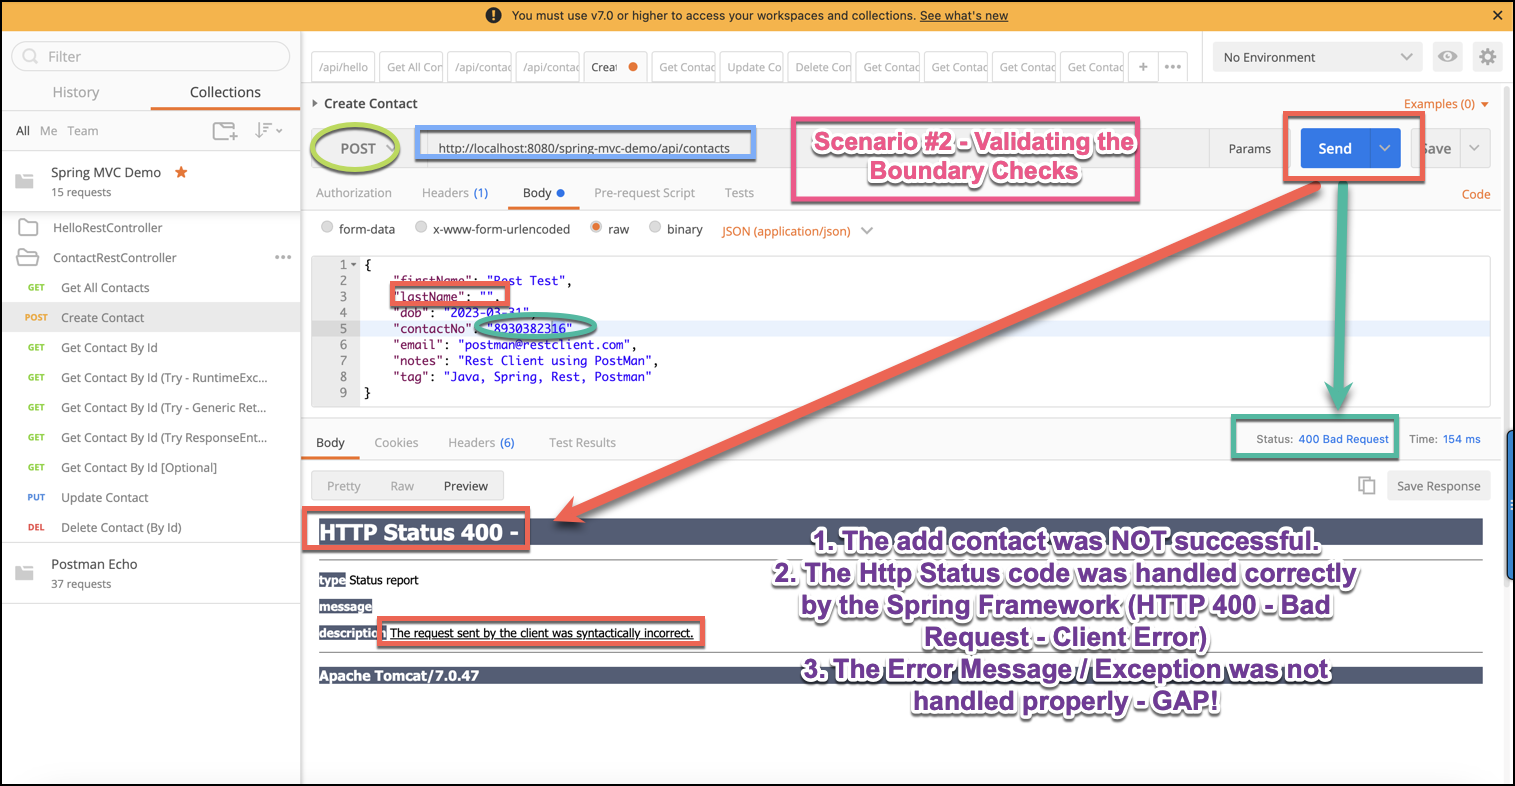 You must use v7.0 or higher to access your workspaces and collections. See what's new
Filter
History Collections
All Me Team
Spring MVC Demo
15 requests
HelloRestController
ContactRestController
GET Get All Contacts
POST Create Contact
GET Get Contact By Id
GET Get Contact By Id (Try - RuntimeExc...
GET Get Contact By Id (Try - Generic Ret...
GET Get Contact By Id (Try ResponseEnt...
GET Get Contact By Id [Optional]
PUT Update Contact
DEL Delete Contact (By Id)
Postman Echo
37 requests
/api/hello Get All Con /api/contac /api/contac Creat Get Contac Update Co Delete Con Get Contac Get Contac Get Contac Get Contac + •••
No Environment
Create Contact
Examples (0)
POST http://localhost:8080/spring-mvc-demo/api/contacts Params Send Save
Scenario #2 - Validating the
Boundary Checks
Authorization Headers (1) Body Pre-request Script Tests Code
form-data x-www-form-urlencoded raw binary JSON (application/json)
1 {
2 "firstName": "Rest Test",
3 "lastName": "",
4 "dob": "2023-03-31",
5 "contactNo": "8930382316"
6 "email": "postman@restclient.com",
7 "notes": "Rest Client using PostMan",
8 "tag": "Java, Spring, Rest, Postman"
9 }
Body Cookies Headers (6) Test Results Status: 400 Bad Request Time: 154 ms
Pretty Raw Preview Save Response
HTTP Status 400 -
type Status report
message
description The request sent by the client was syntactically incorrect.
Apache Tomcat/7.0.47
1. The add contact was NOT successful.
2. The Http Status code was handled correctly
by the Spring Framework (HTTP 400 - Bad
Request - Client Error)
3. The Error Message / Exception was not
handled properly - GAP!